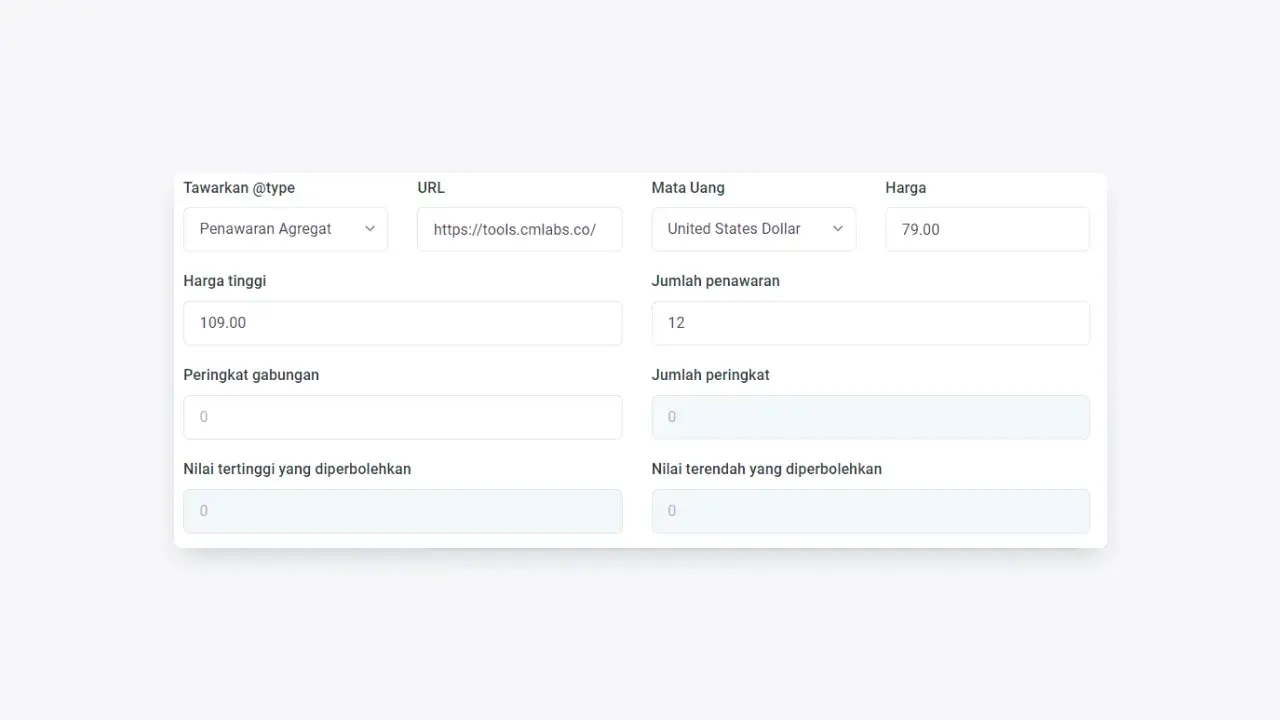 Tawarkan @type
URL
Mata Uang
Harga
Penawaran Agregat
https://tools.cmlabs.co/
United States Dollar
79.00
Harga tinggi
Jumlah penawaran
109.00
12
Peringkat gabungan
Jumlah peringkat
0
0
Nilai tertinggi yang diperbolehkan
Nilai terendah yang diperbolehkan
0
0